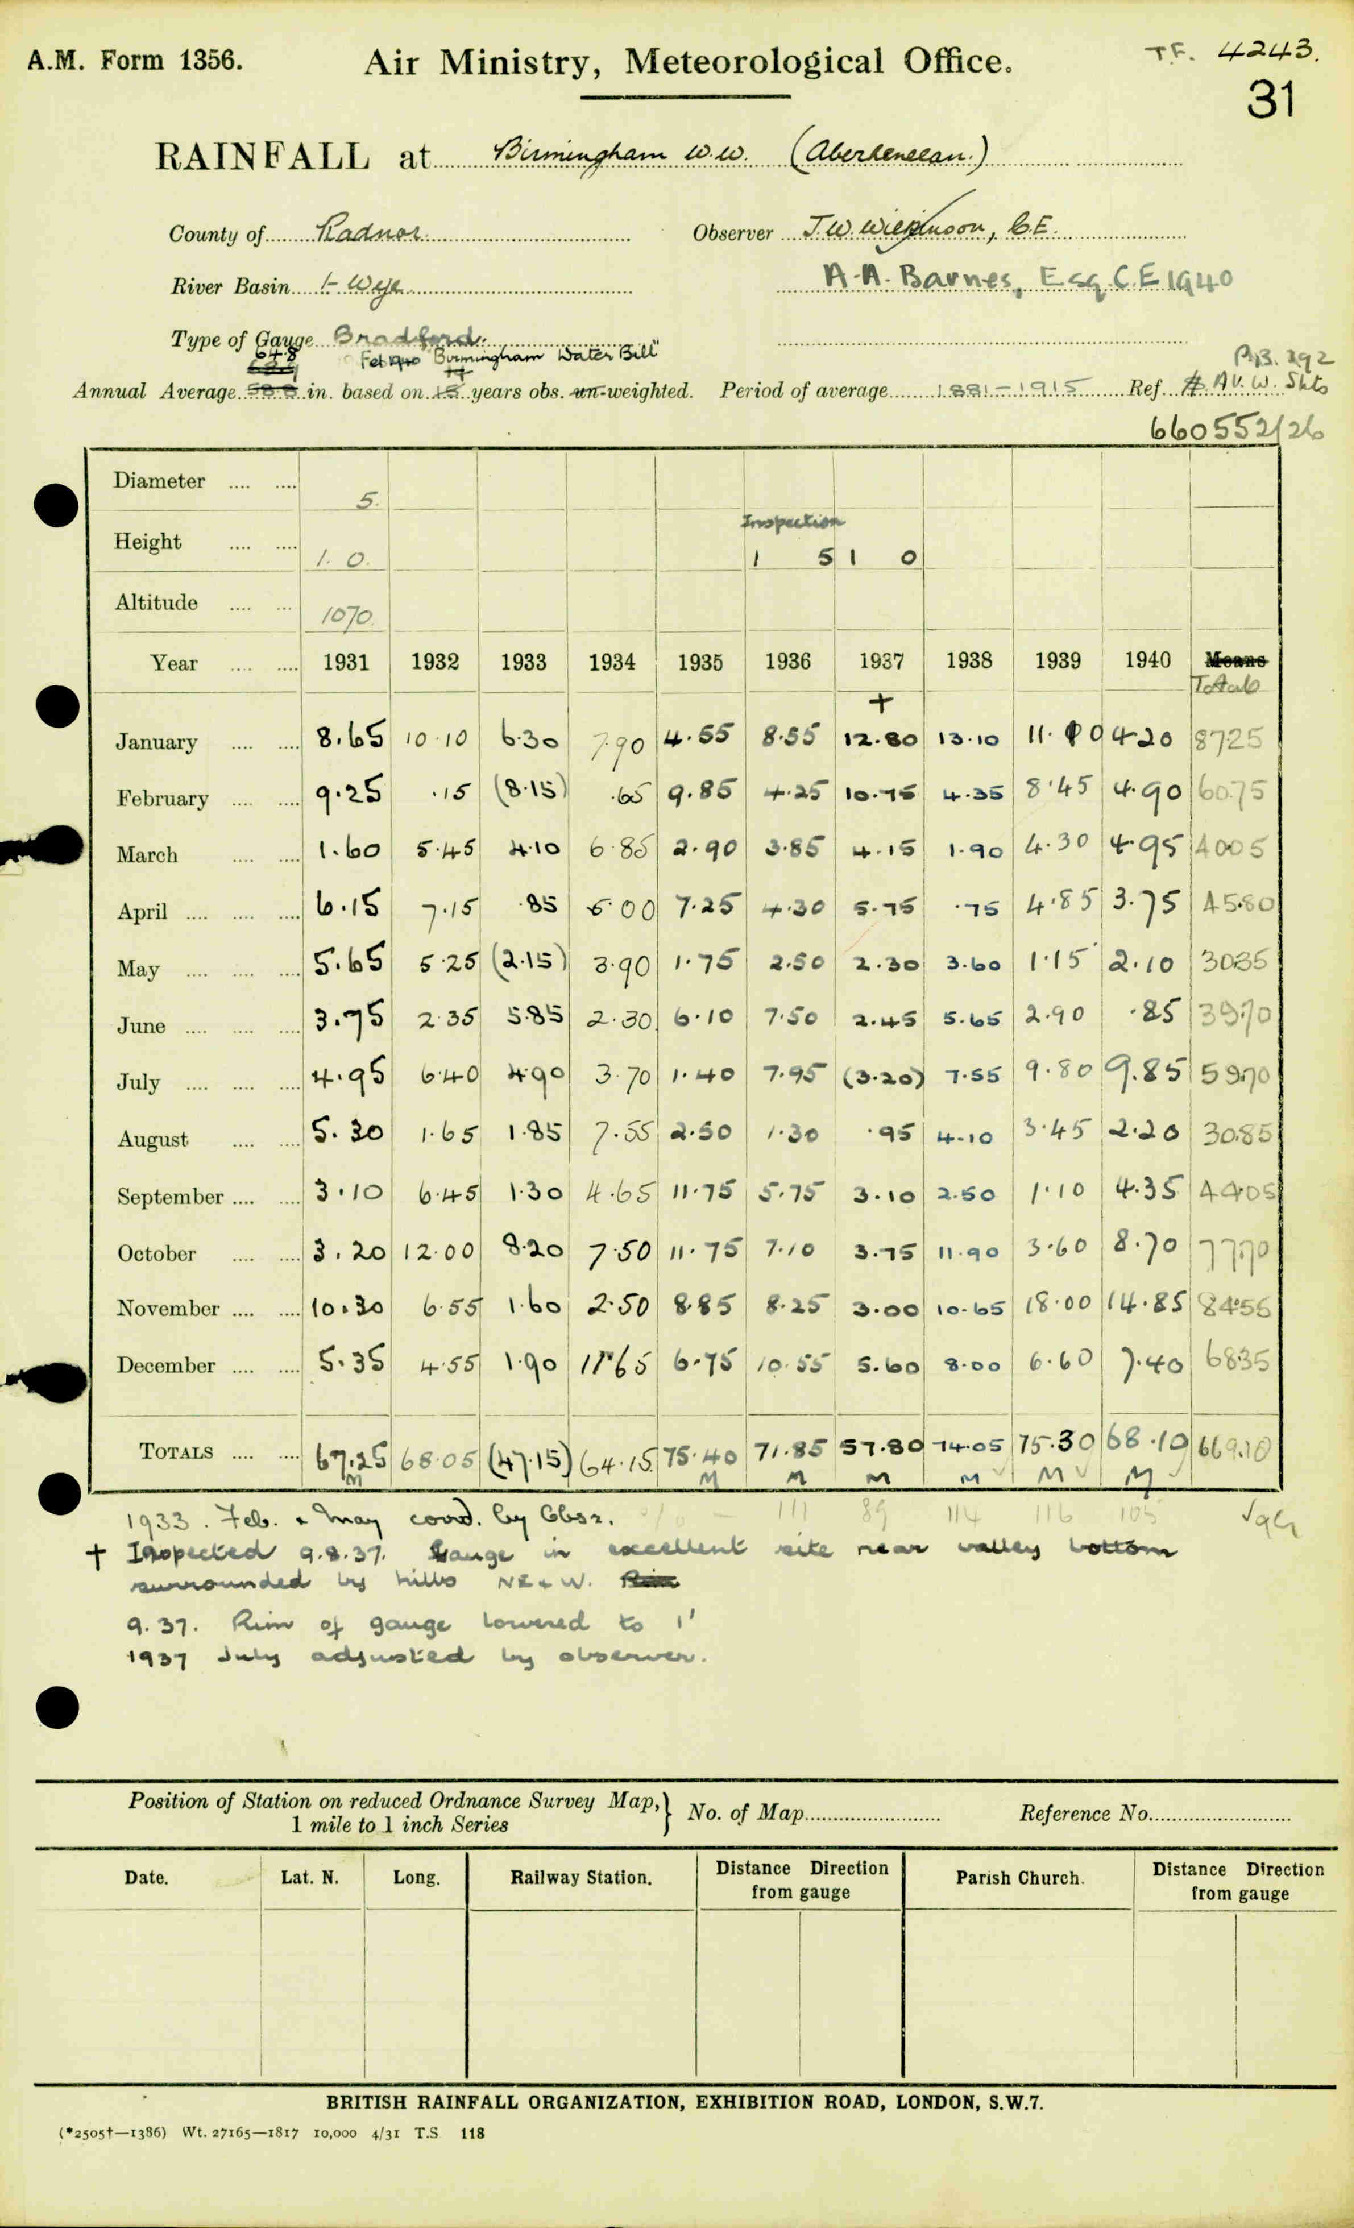 A.M. Form 1356.
Air Ministry, Meteorological Office.
T.F. 4243.
31
RAINFALL at Birmingham W.W.
County of Radnor
Observer J.W. Wilkinson, C.E.
River Basin Wye
A.A. Barnes, Esq. C.E 1940
Type of Gauge Bradford.
64.8
Feb 1940 "Birmingham Water Bill"
Annual Average in. based on 15 years obs. un-weighted. Period of average 1881-1915 Ref. AV. W. Shts
660552/26
Diameter 5.
Inspection
Height 1. 0. 1 5 1 0
Altitude 1070
Year 1931 1932 1933 1934 1935 1936 1937 1938 1939 1940 Means
Totals
+
January 8.65 10.10 6.30 7.90 4.55 8.55 12.80 13.10 11.10 4.20 8725
February 9.25 .15 (8.15) .65 9.85 4.25 10.75 4.35 8.45 4.90 6075
March 1.60 5.45 4.10 6.85 2.90 3.85 4.15 1.90 4.30 4.95 4005
April 6.15 7.15 .85 5.00 7.25 4.30 5.75 .75 4.85 3.75 4580
May 5.65 5.25 (2.15) 3.90 1.75 2.50 2.30 3.60 1.15 2.10 3035
June 3.75 2.35 5.85 2.30 6.10 7.50 2.45 5.65 2.90 .85 3970
July 4.95 6.40 4.90 3.70 1.40 7.95 (3.20) 7.55 9.80 9.85 5970
August 5.30 1.65 1.85 7.55 2.50 1.30 .95 4.10 3.45 2.20 3085
September 3.10 6.45 1.30 4.65 11.75 5.75 3.10 2.50 1.10 4.35 4405
October 3.20 12.00 8.20 7.50 11.75 7.10 3.75 11.90 3.60 8.70 7770
November 10.30 6.55 1.60 2.50 8.85 8.25 3.00 10.65 18.00 14.85 8455
December 5.35 4.55 1.90 11.65 6.75 10.55 5.60 8.00 6.60 7.40 6835
TOTALS 67.25 68.05 (47.15) 64.15 75.40 71.85 57.80 74.05 75.30 68.10 669.10
M M M M M M M
1933. Feb. & May coord. by Obsr. % - 111 89 114 116 105
+ Inspected 9.8.37. Gauge in excellent site near valley bottom
surrounded by hills NE & W.
9.37. Rim of gauge lowered to 1'
1937 July adjusted by observer.
Position of Station on reduced Ordnance Survey Map,
1 mile to 1 inch Series
No. of Map
Reference No.
Date. Lat. N. Long. Railway Station. Distance Direction from gauge Parish Church. Distance Direction from gauge
BRITISH RAINFALL ORGANIZATION, EXHIBITION ROAD, LONDON, S.W.7.
(*2505†—1386) Wt. 27165—1817 10,000 4/31 T.S. 118